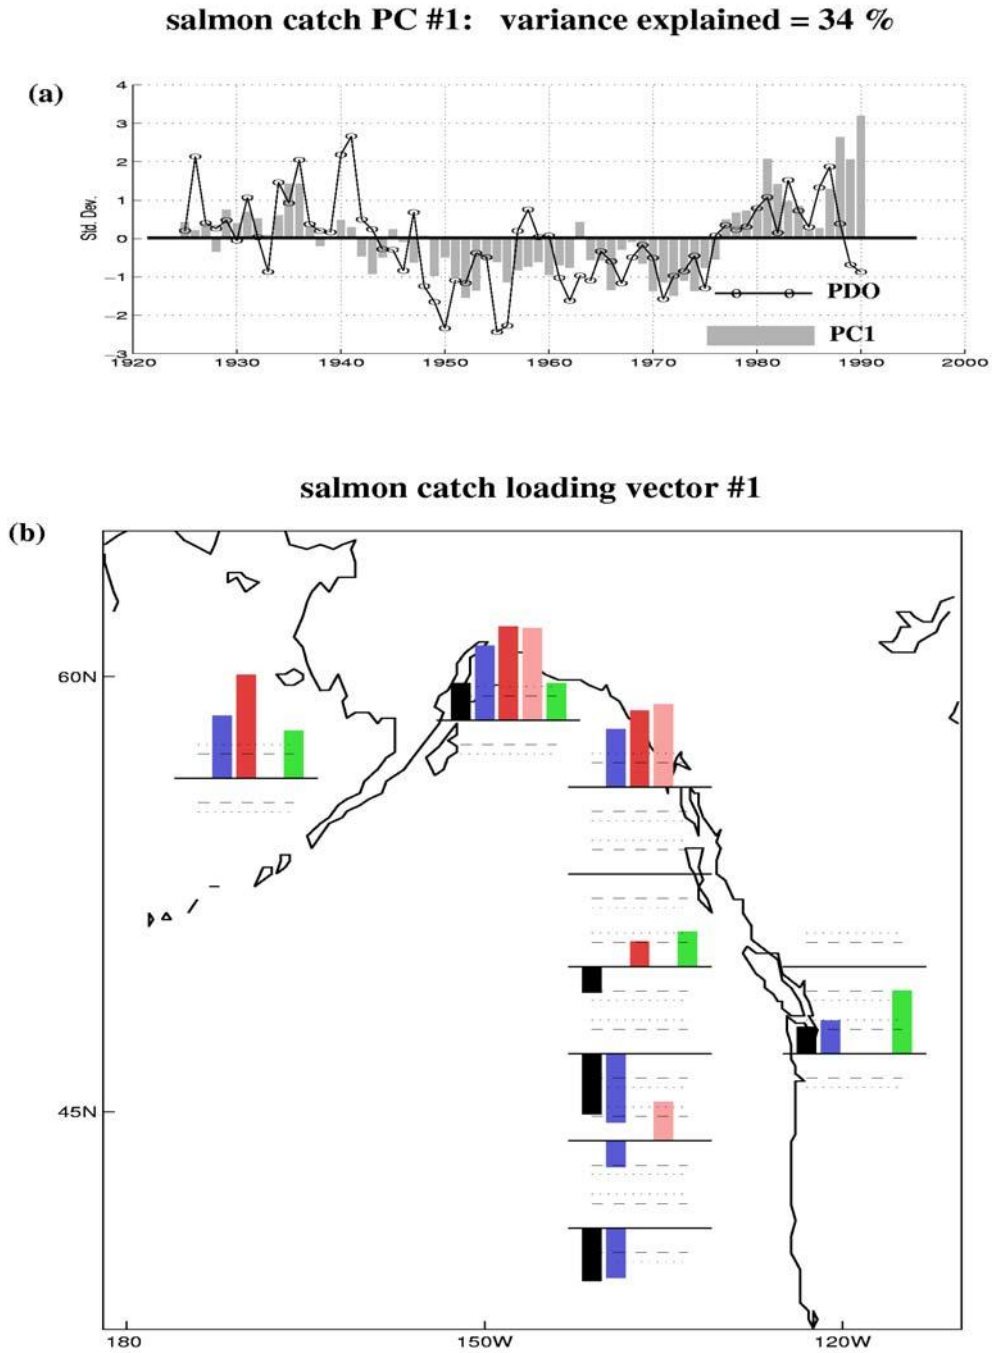 salmon catch PC #1: variance explained = 34 %
(a)
4
3
2
1
0
−1
−2
−3
Std. Dev.
PDO
PC1
1920 1930 1940 1950 1960 1970 1980 1990 2000
salmon catch loading vector #1
(b)
60N
45N
180 150W 120W